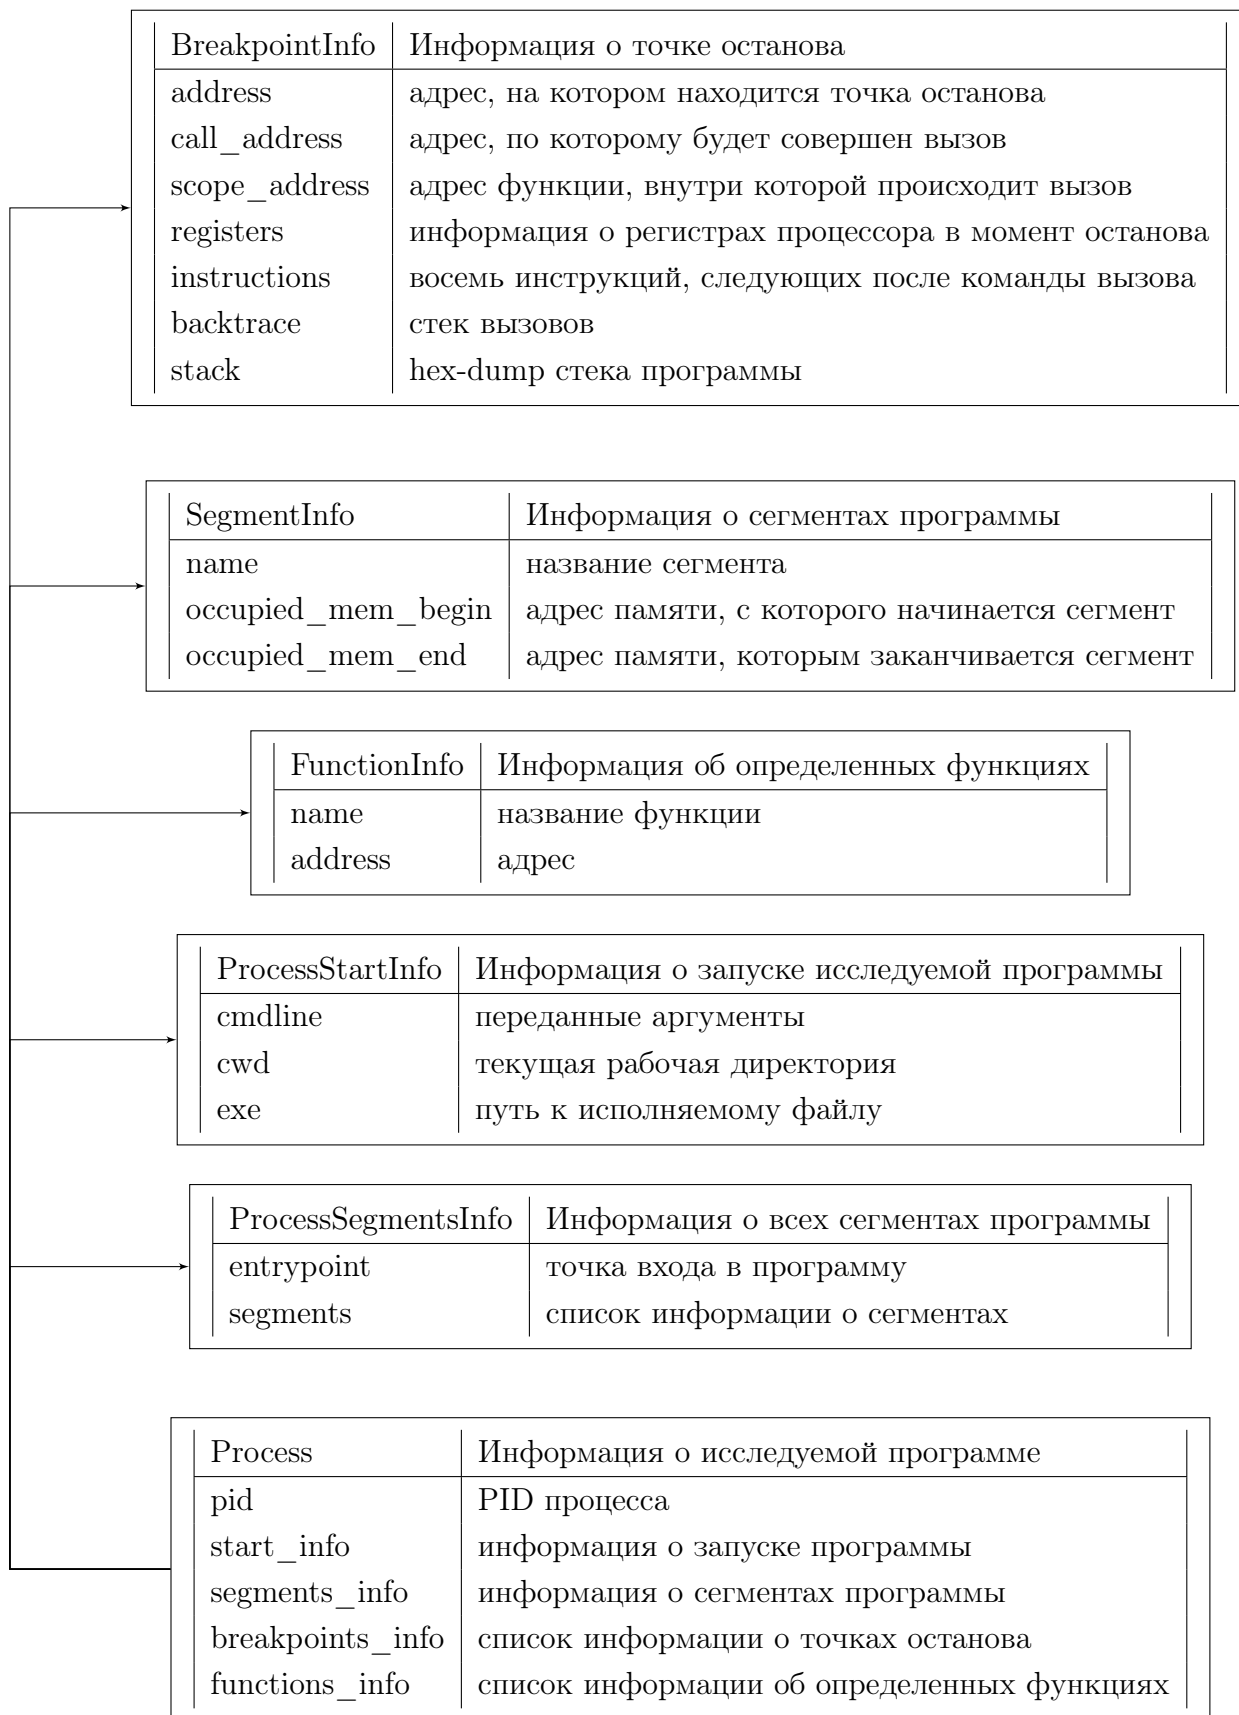 BreakpointInfo Информация о точке останова
address адрес, на котором находится точка останова
call_address адрес, по которому будет совершен вызов
scope_address адрес функции, внутри которой происходит вызов
registers информация о регистрах процессора в момент останова
instructions восемь инструкций, следующих после команды вызова
backtrace стек вызовов
stack hex-dump стека программы
SegmentInfo Информация о сегментах программы
name название сегмента
occupied_mem_begin адрес памяти, с которого начинается сегмент
occupied_mem_end адрес памяти, которым заканчивается сегмент
FunctionInfo Информация об определенных функциях
name название функции
address адрес
ProcessStartInfo Информация о запуске исследуемой программы
cmdline переданные аргументы
cwd текущая рабочая директория
exe путь к исполняемому файлу
ProcessSegmentsInfo Информация о всех сегментах программы
entrypoint точка входа в программу
segments список информации о сегментах
Process Информация о исследуемой программе
pid PID процесса
start_info информация о запуске программы
segments_info информация о сегментах программы
breakpoints_info список информации о точках останова
functions_info список информации об определенных функциях